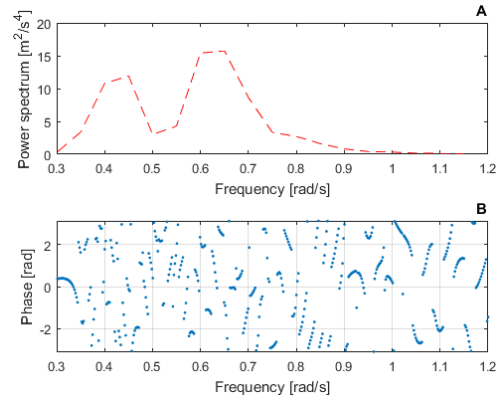 A
Power spectrum [m²/s⁴]
20
15
10
5
0
0.3 0.4 0.5 0.6 0.7 0.8 0.9 1 1.1 1.2
Frequency [rad/s]
B
Phase [rad]
2
0
-2
0.3 0.4 0.5 0.6 0.7 0.8 0.9 1 1.1 1.2
Frequency [rad/s]